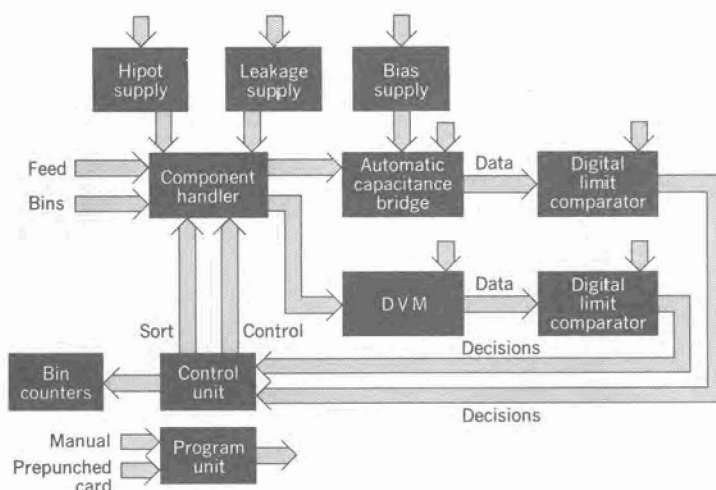 Hipot
supply
Leakage
supply
Bias
supply
Feed
Bins
Component
handler
Automatic
capacitance
bridge
Data
Digital
limit
comparator
DVM
Data
Digital
limit
comparator
Sort
Control
Decisions
Bin
counters
Control
unit
Decisions
Manual
Prepunched
card
Program
unit